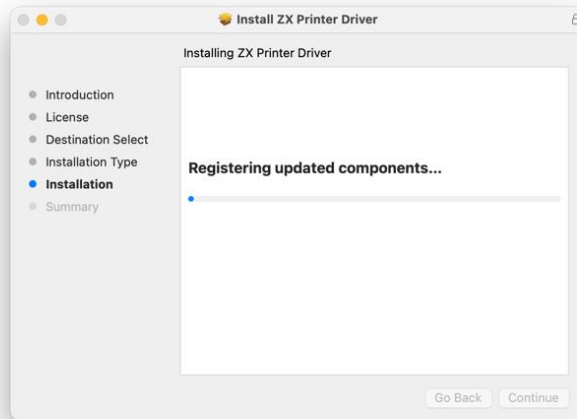 Install ZX Printer Driver
Installing ZX Printer Driver
Introduction
License
Destination Select
Installation Type
Installation
Summary
Registering updated components...
Go Back
Continue